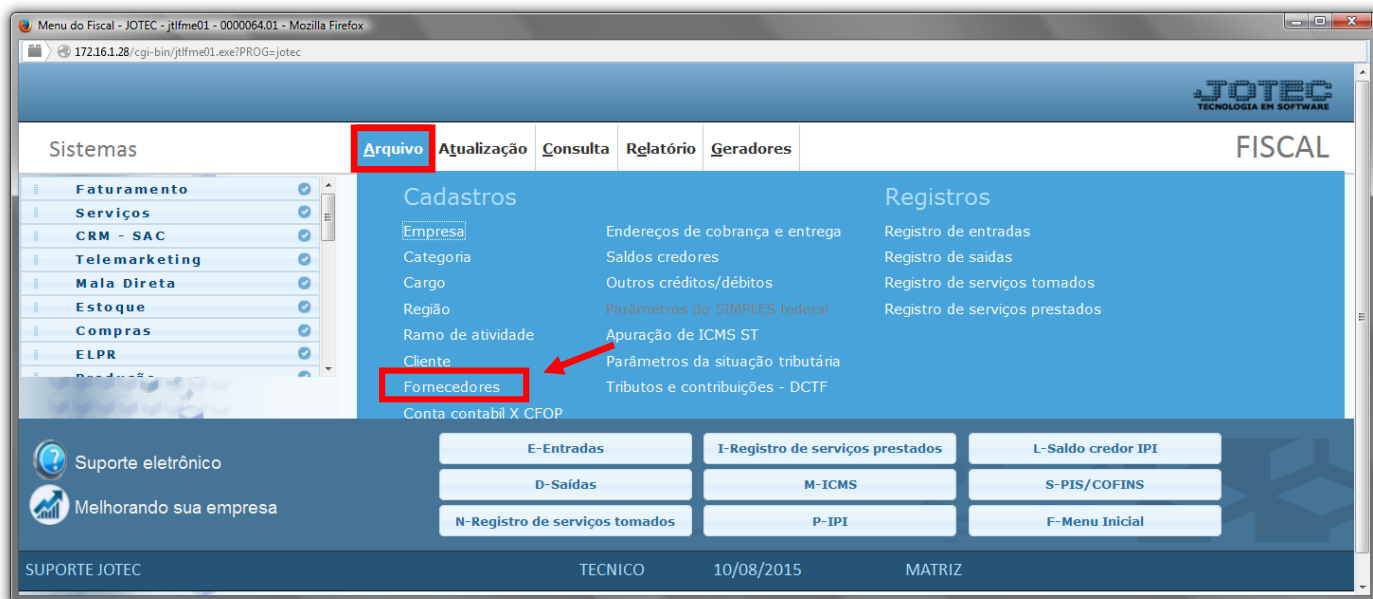 Menu do Fiscal - JOTEC - jtlfme01 - 0000064.01 - Mozilla Firefox
172.16.1.28/cgi-bin/jtlfme01.exe?PROG=jotec
JOTEC
TECNOLOGIA EM SOFTWARE
Sistemas
Arquivo Atualização Consulta Relatório Geradores
FISCAL
Faturamento
Serviços
CRM - SAC
Telemarketing
Mala Direta
Estoque
Compras
ELPR
Produção
Cadastros
Empresa
Categoria
Cargo
Região
Ramo de atividade
Cliente
Fornecedores
Conta contabil X CFOP
Endereços de cobrança e entrega
Saldos credores
Outros créditos/débitos
Parâmetros do SIMPLES federal
Apuração de ICMS ST
Parâmetros da situação tributária
Tributos e contribuições - DCTF
Registros
Registro de entradas
Registro de saidas
Registro de serviços tomados
Registro de serviços prestados
Suporte eletrônico
Melhorando sua empresa
E-Entradas
I-Registro de serviços prestados
L-Saldo credor IPI
D-Saídas
M-ICMS
S-PIS/COFINS
N-Registro de serviços tomados
P-IPI
F-Menu Inicial
SUPORTE JOTEC TECNICO 10/08/2015 MATRIZ